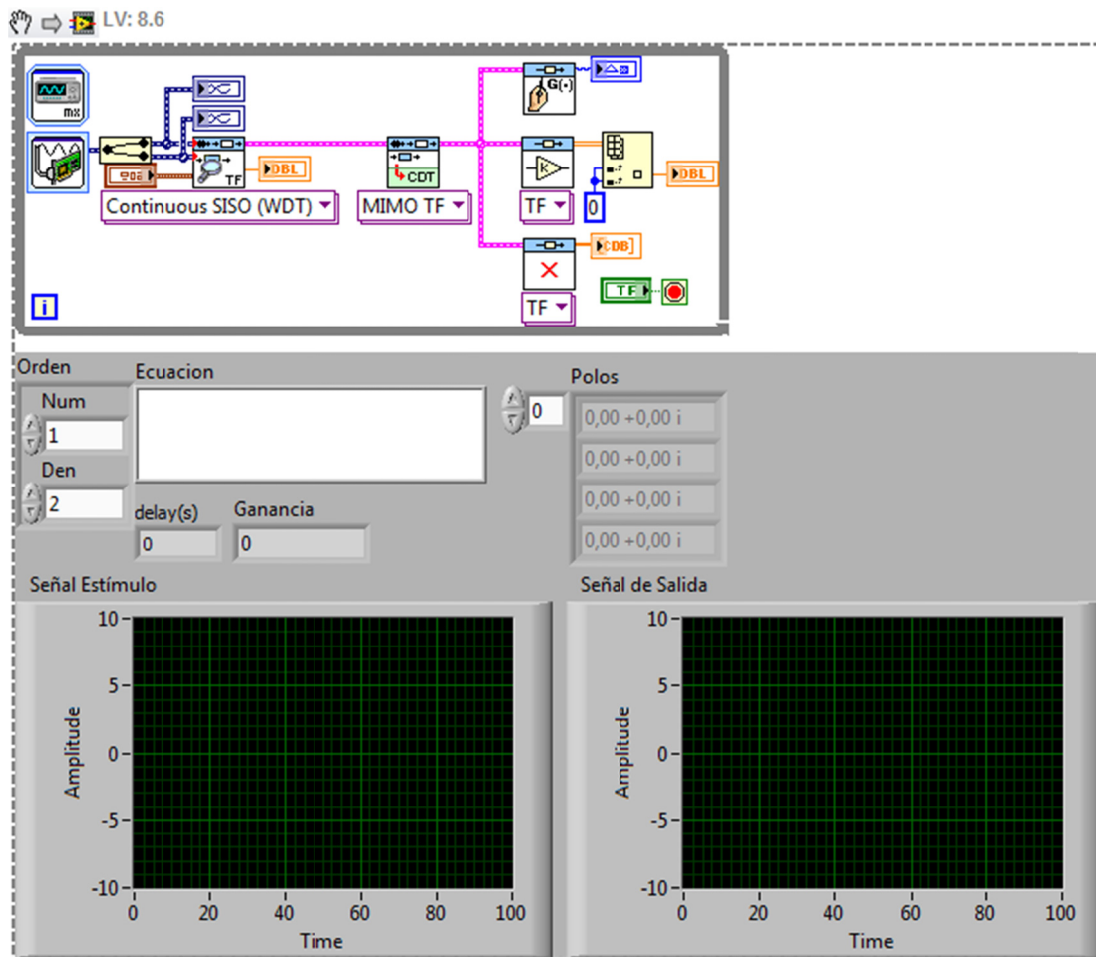 LV: 8.6
mx
G(·)
TF
DBL
CDT
K
DBL
Continuous SISO (WDT)
MIMO TF
TF
0
CDB]
TF
TF
i
Orden
Num
1
Den
2
Ecuacion
delay(s)
0
Ganancia
0
0
Polos
0,00 +0,00 i
0,00 +0,00 i
0,00 +0,00 i
0,00 +0,00 i
Señal Estímulo
Señal de Salida
10
5
0
-5
-10
Amplitude
0 20 40 60 80 100
Time
10
5
0
-5
-10
Amplitude
0 20 40 60 80 100
Time